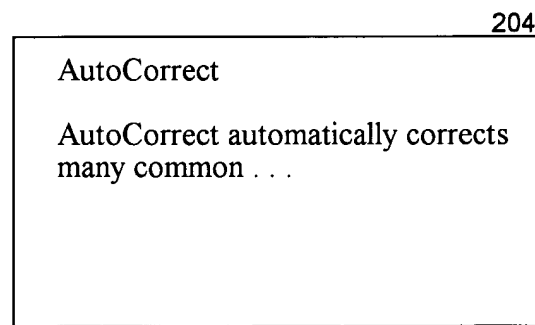 204
AutoCorrect
AutoCorrect automatically corrects
many common . . .